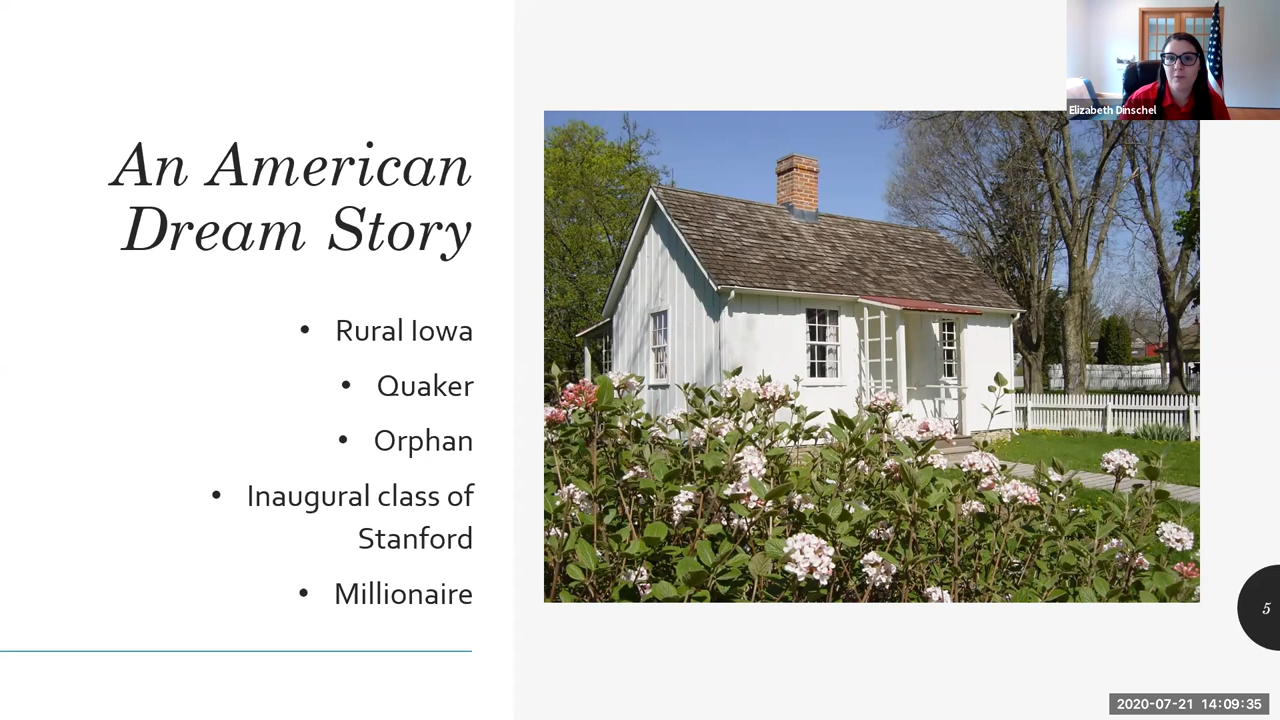 An American
Dream Story
• Rural Iowa
• Quaker
• Orphan
• Inaugural class of
Stanford
• Millionaire
Elizabeth Dinschel
5
2020-07-21 14:09:35